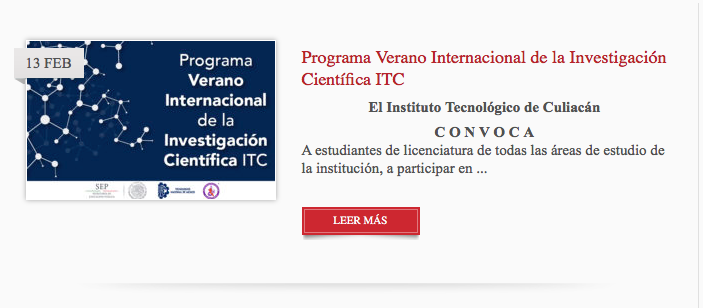 13 FEB
Programa
Verano
Internacional
de la
Investigación
Científica ITC
SEP
Programa Verano Internacional de la Investigación
Científica ITC
El Instituto Tecnológico de Culiacán
C O N V O C A
A estudiantes de licenciatura de todas las áreas de estudio de
la institución, a participar en ...
LEER MÁS